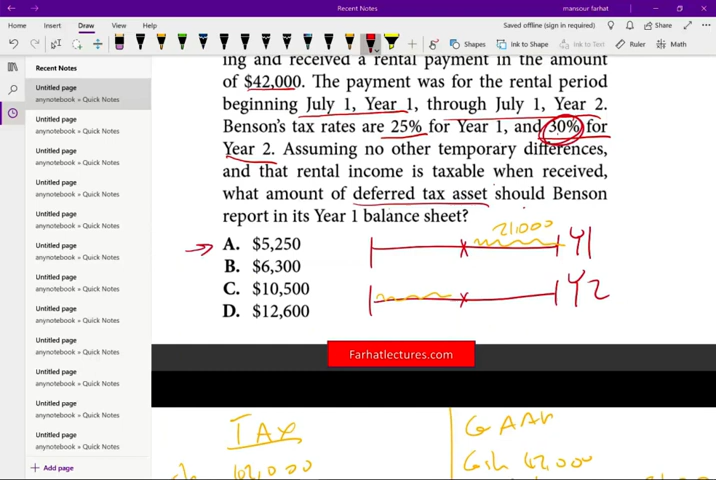 Recent Notes
mansour farhat
Home Insert Draw View Help
Saved offline (sign in required)
Share
Shapes
Ink to Shape
Ink to Text
Ruler
Math
Recent Notes
Untitled page
anynotebook » Quick Notes
Untitled page
anynotebook » Quick Notes
Untitled page
anynotebook » Quick Notes
Untitled page
anynotebook » Quick Notes
Untitled page
anynotebook » Quick Notes
Untitled page
anynotebook » Quick Notes
Untitled page
anynotebook » Quick Notes
Untitled page
anynotebook » Quick Notes
Untitled page
anynotebook » Quick Notes
Untitled page
anynotebook » Quick Notes
Untitled page
anynotebook » Quick Notes
Untitled page
anynotebook » Quick Notes
+ Add page
ing and received a rental payment in the amount
of $42,000. The payment was for the rental period
beginning July 1, Year 1, through July 1, Year 2.
Benson's tax rates are 25% for Year 1, and 30% for
Year 2. Assuming no other temporary differences,
and that rental income is taxable when received,
what amount of deferred tax asset should Benson
report in its Year 1 balance sheet?
A. $5,250
B. $6,300
C. $10,500
D. $12,600
21,000
Y1
Y2
Farhatlectures.com
TAX
GAAP
Cash 42,000